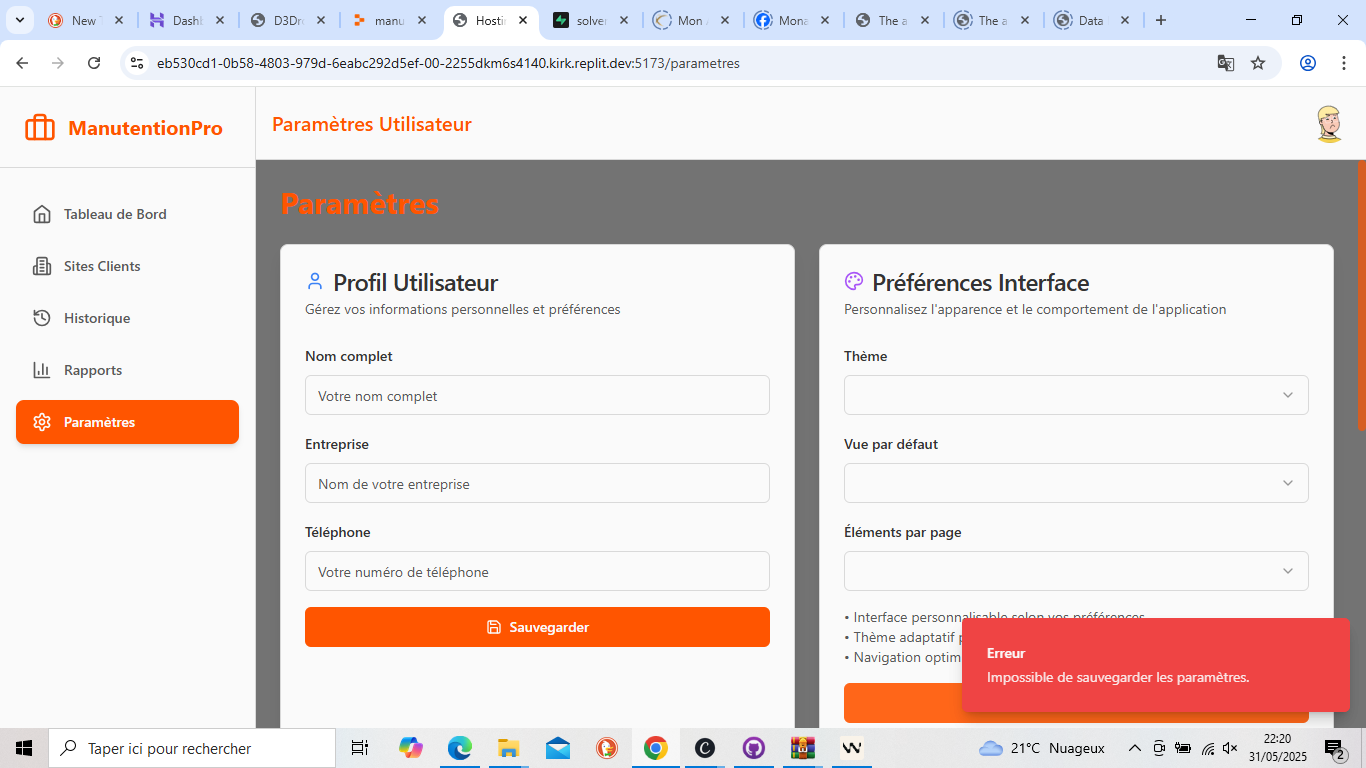 New T
Dashb
D3Dro
manu
Hostin
solver
Mon A
Mona
The a
The a
Data
eb530cd1-0b58-4803-979d-6eabc292d5ef-00-2255dkm6s4140.kirk.replit.dev:5173/parametres
ManutentionPro
Paramètres Utilisateur
Tableau de Bord
Sites Clients
Historique
Rapports
Paramètres
Paramètres
Profil Utilisateur
Gérez vos informations personnelles et préférences
Nom complet
Votre nom complet
Entreprise
Nom de votre entreprise
Téléphone
Votre numéro de téléphone
Sauvegarder
Préférences Interface
Personnalisez l'apparence et le comportement de l'application
Thème
Vue par défaut
Éléments par page
• Interface personnalisable selon vos préférences
• Thème adaptatif
• Navigation optim
Erreur
Impossible de sauvegarder les paramètres.
Taper ici pour rechercher
21°C Nuageux
22:20
31/05/2025
2